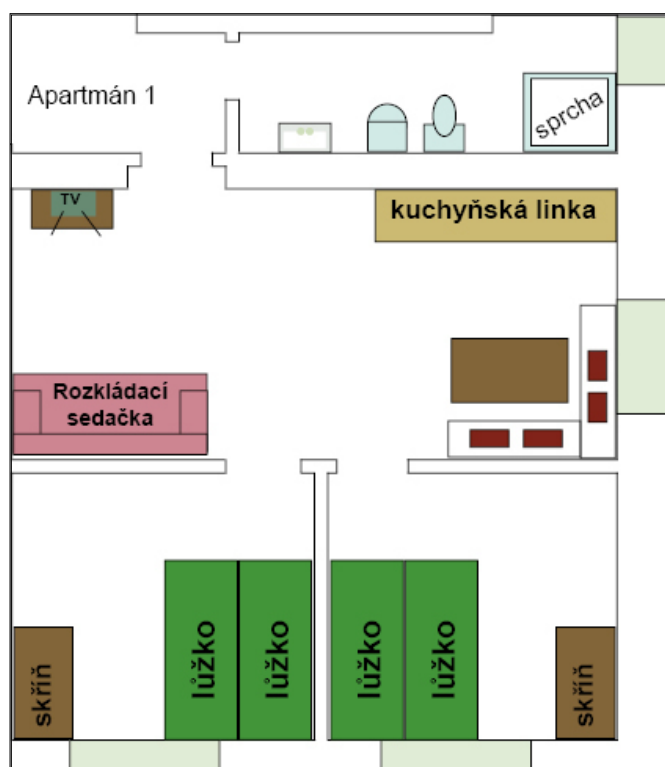 Apartmán 1
sprcha
TV
kuchyňská linka
Rozkládací
sedačka
lůžko
lůžko
lůžko
lůžko
skříň
skříň